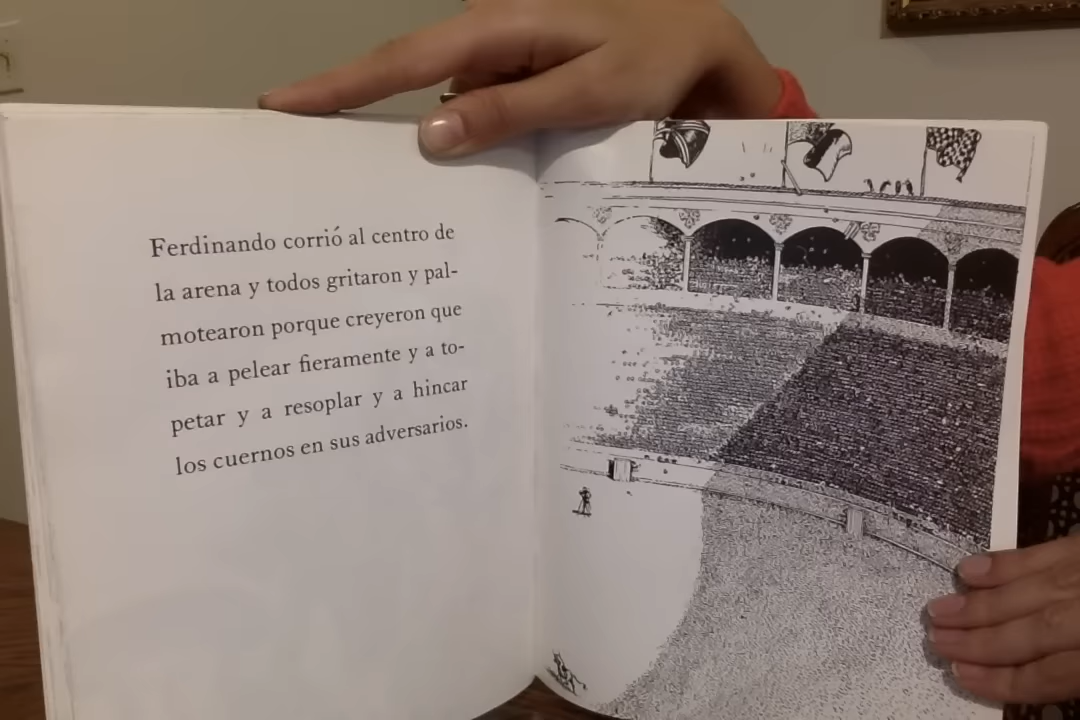 Ferdinando corrió al centro de
la arena y todos gritaron y pal-
motearon porque creyeron que
iba a pelear fieramente y a to-
petar y a resoplar y a hincar
los cuernos en sus adversarios.